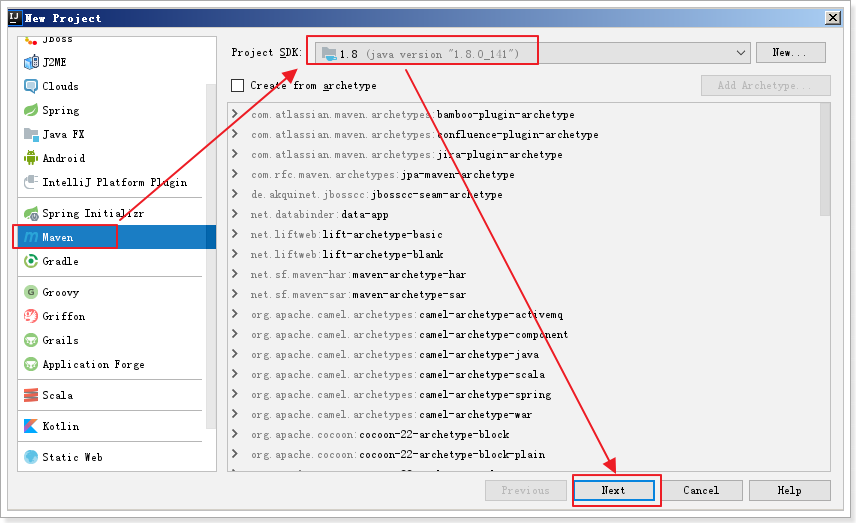 New Project
JBoss
J2ME
Clouds
Spring
Java FX
Android
IntelliJ Platform Plugin
Spring Initializr
Maven
Gradle
Groovy
Griffon
Grails
Application Forge
Scala
Kotlin
Static Web
Project SDK: 1.8 (java version "1.8.0_141") New...
Create from archetype Add Archetype...
com.atlassian.maven.archetypes:bamboo-plugin-archetype
com.atlassian.maven.archetypes:confluence-plugin-archetype
com.atlassian.maven.archetypes:jira-plugin-archetype
com.rfc.maven.archetypes:jpa-maven-archetype
de.akquinet.jbosscc:jbosscc-seam-archetype
net.databinder:data-app
net.liftweb:lift-archetype-basic
net.liftweb:lift-archetype-blank
net.sf.maven-har:maven-archetype-har
net.sf.maven-sar:maven-archetype-sar
org.apache.camel.archetypes:camel-archetype-activemq
org.apache.camel.archetypes:camel-archetype-component
org.apache.camel.archetypes:camel-archetype-java
org.apache.camel.archetypes:camel-archetype-scala
org.apache.camel.archetypes:camel-archetype-spring
org.apache.camel.archetypes:camel-archetype-war
org.apache.cocoon:cocoon-22-archetype-block
org.apache.cocoon:cocoon-22-archetype-block-plain
Previous Next Cancel Help